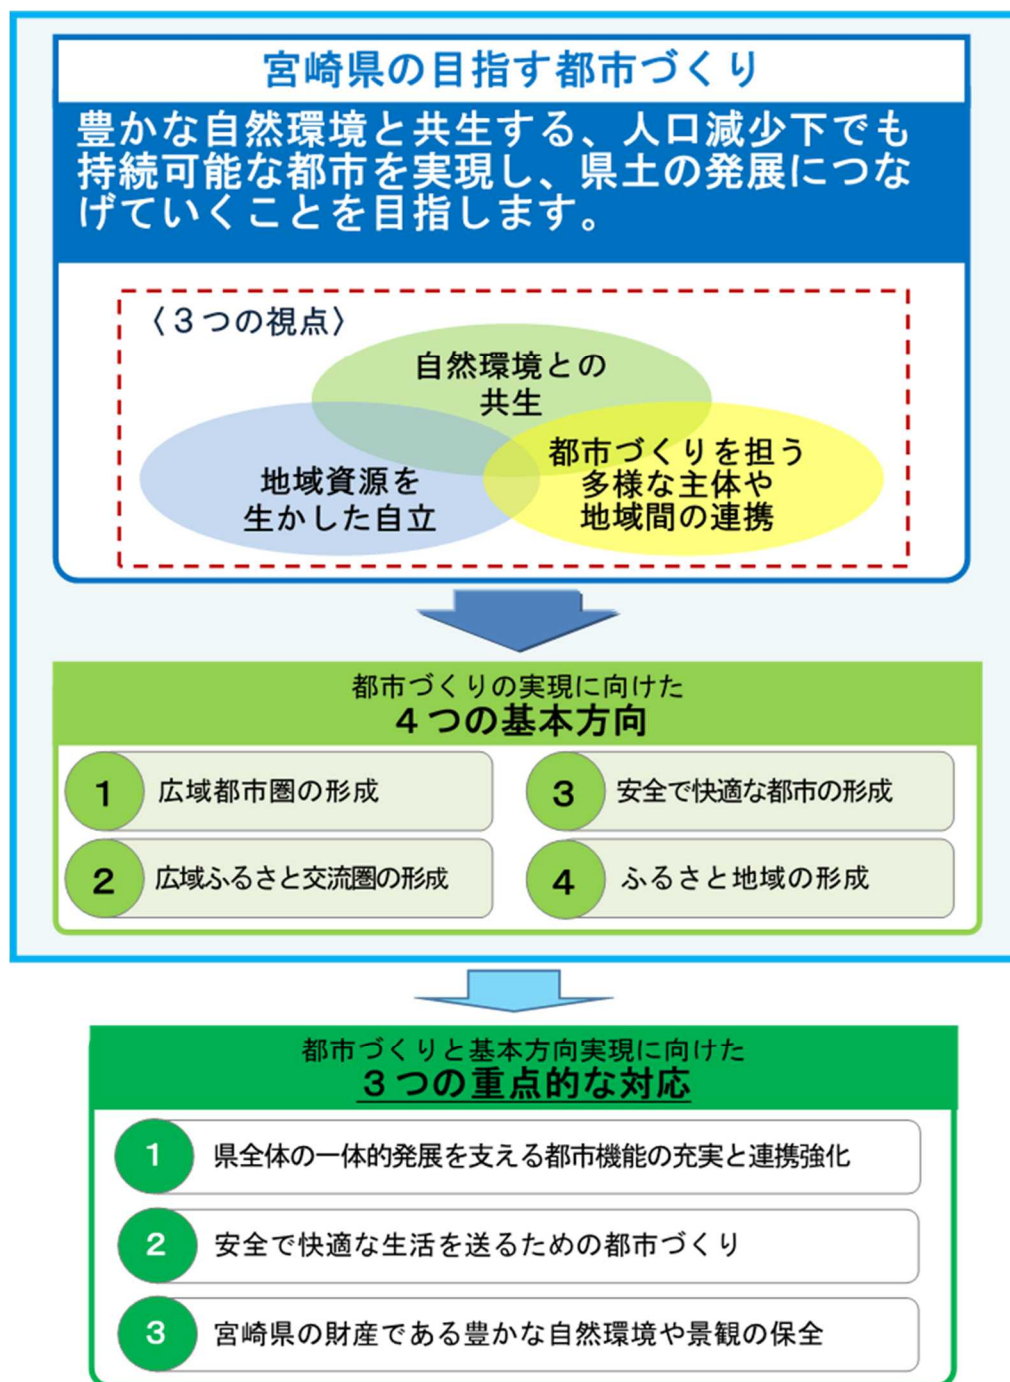 宮崎県の目指す都市づくり
豊かな自然環境と共生する、人口減少下でも
持続可能な都市を実現し、県土の発展につな
げていくことを目指します。
〈３つの視点〉
自然環境との
共生
地域資源を
生かした自立
都市づくりを担う
多様な主体や
地域間の連携
都市づくりの実現に向けた
４つの基本方向
1 広域都市圏の形成
2 広域ふるさと交流圏の形成
3 安全で快適な都市の形成
4 ふるさと地域の形成
都市づくりと基本方向実現に向けた
３つの重点的な対応
1 県全体の一体的発展を支える都市機能の充実と連携強化
2 安全で快適な生活を送るための都市づくり
3 宮崎県の財産である豊かな自然環境や景観の保全